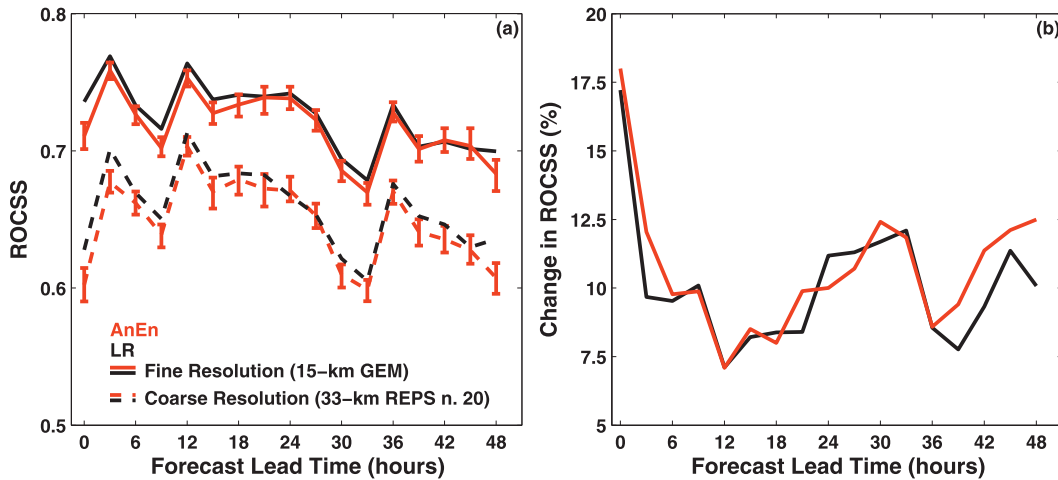 (a)
0.8
0.7
0.6
0.5
ROCSS
AnEn
LR
Fine Resolution (15-km GEM)
Coarse Resolution (33-km REPS n. 20)
0 6 12 18 24 30 36 42 48
Forecast Lead Time (hours)
(b)
20
17.5
15
12.5
10
7.5
5
Change in ROCSS (%)
0 6 12 18 24 30 36 42 48
Forecast Lead Time (hours)